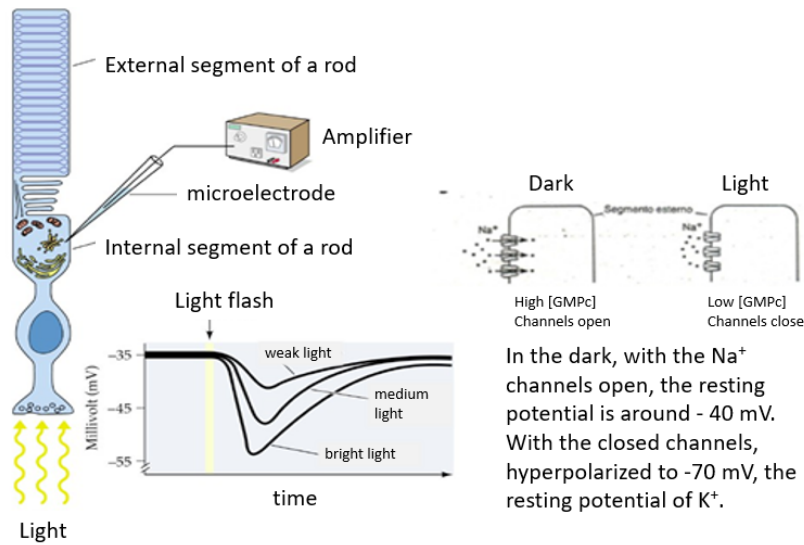 External segment of a rod
Amplifier
microelectrode
Internal segment of a rod
Light flash
Millivolt (mV)
–35
–45
–55
weak light
medium
light
bright light
time
Light
Dark
Light
Segmento esterno
Na+
Na+
High [GMPc]
Channels open
Low [GMPc]
Channels close
In the dark, with the Na+
channels open, the resting
potential is around - 40 mV.
With the closed channels,
hyperpolarized to -70 mV, the
resting potential of K+.